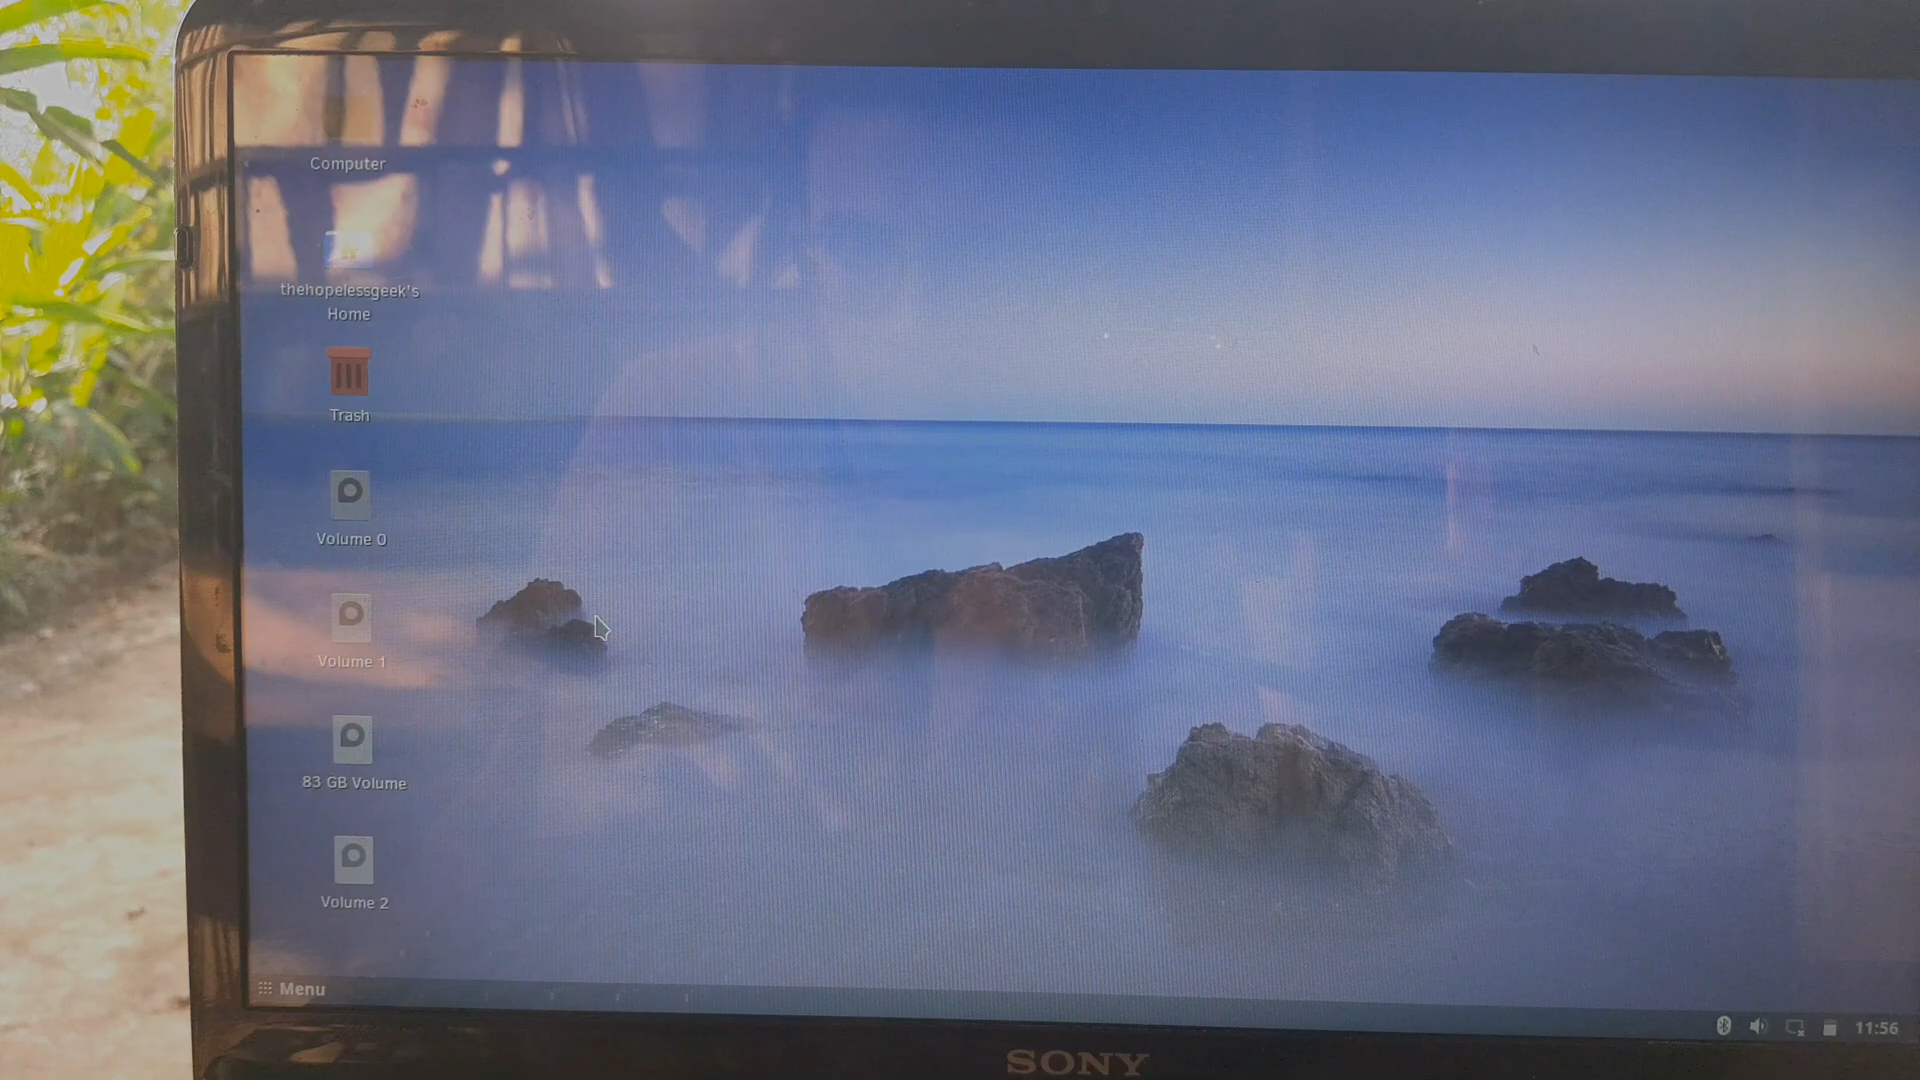 Computer
thehopelessgeek's
Home
Trash
Volume 0
Volume 1
83 GB Volume
Volume 2
Menu
11:56
SONY